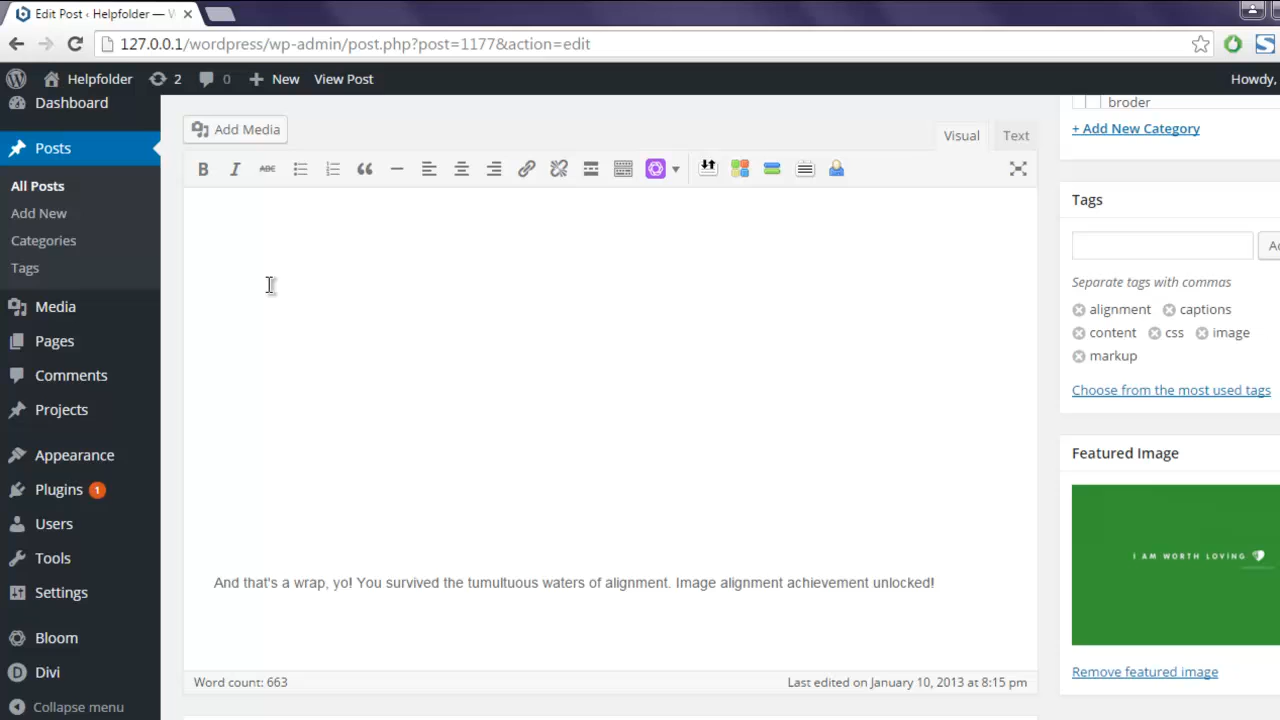 Edit Post ‹ Helpfolder —
127.0.0.1/wordpress/wp-admin/post.php?post=1177&action=edit
Helpfolder 2 0 New View Post Howdy,
Dashboard
Posts
All Posts
Add New
Categories
Tags
Media
Pages
Comments
Projects
Appearance
Plugins 1
Users
Tools
Settings
Bloom
Divi
Collapse menu
Add Media
Visual Text
B I ABC
And that's a wrap, yo! You survived the tumultuous waters of alignment. Image alignment achievement unlocked!
Word count: 663 Last edited on January 10, 2013 at 8:15 pm
broder
+ Add New Category
Tags
Separate tags with commas
alignment captions
content css image
markup
Choose from the most used tags
Featured Image
I AM WORTH LOVING
Remove featured image